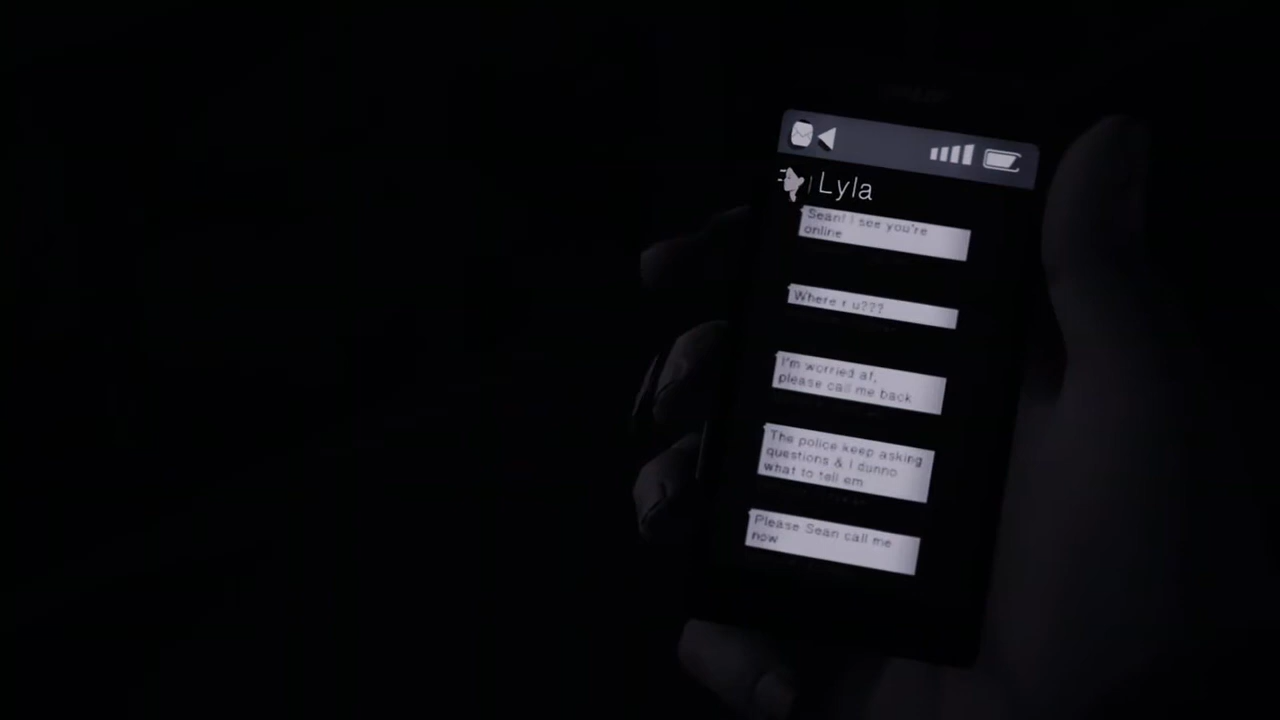 Lyla
Sean! I see you're
online
Where r u???
I'm worried af,
please call me back
The police keep asking
questions & I dunno
what to tell em
Please Sean call me
now